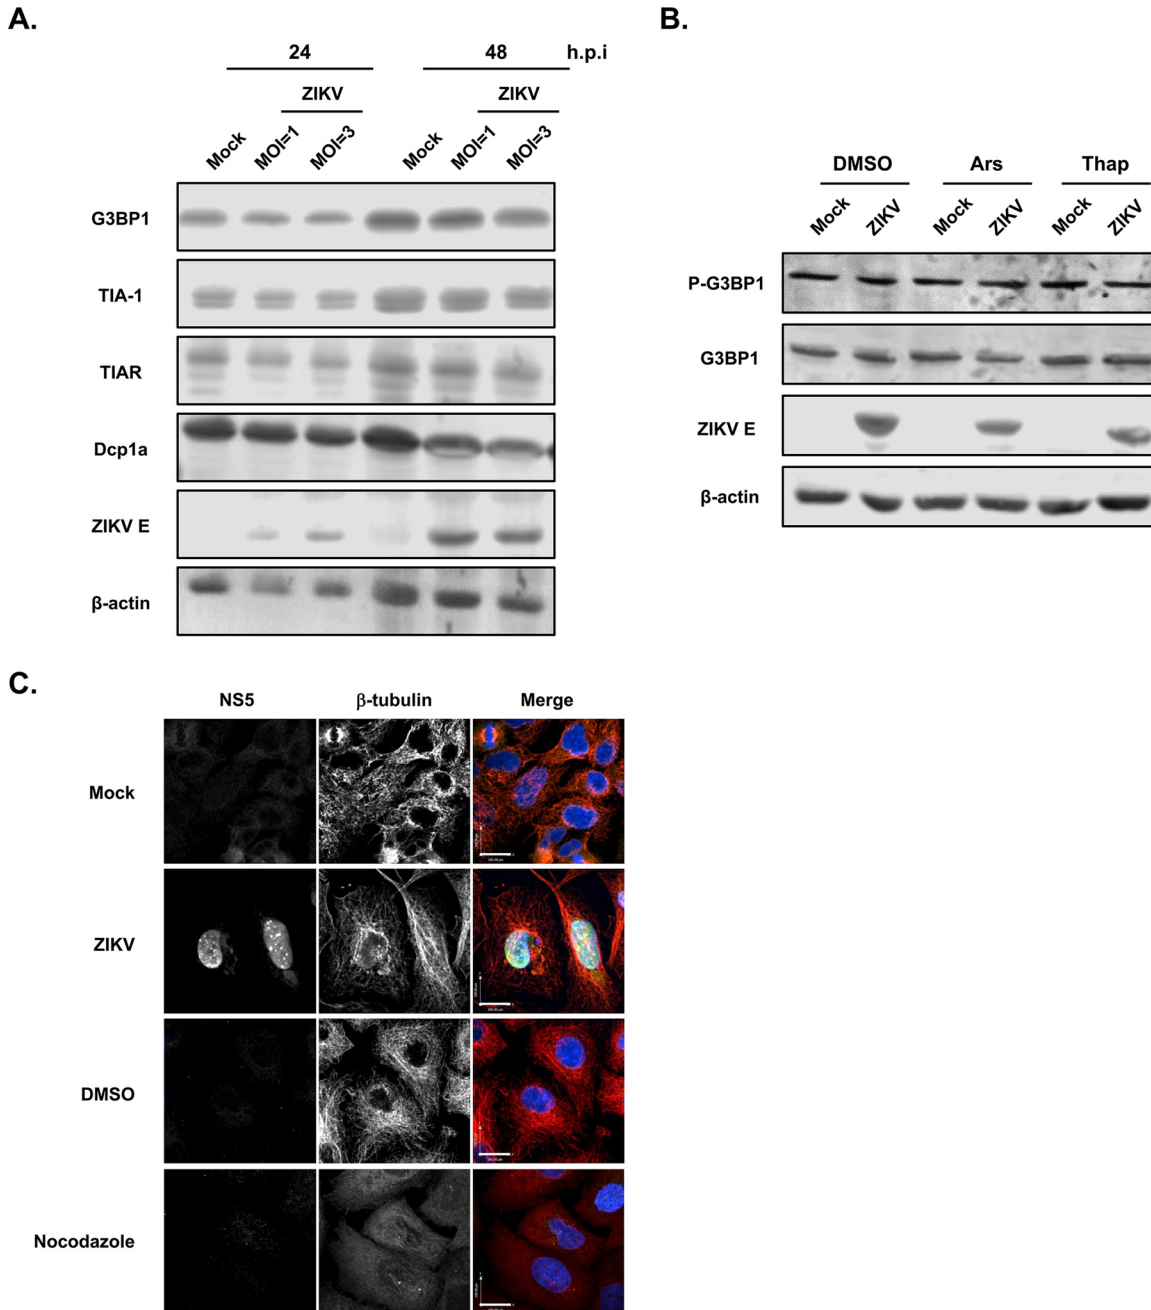 A.
24
48
h.p.i
ZIKV
ZIKV
Mock
MOI=1
MOI=3
Mock
MOI=1
MOI=3
G3BP1
TIA-1
TIAR
Dcp1a
ZIKV E
β-actin
B.
DMSO
Ars
Thap
Mock
ZIKV
Mock
ZIKV
Mock
ZIKV
P-G3BP1
G3BP1
ZIKV E
β-actin
C.
NS5
β-tubulin
Merge
Mock
ZIKV
DMSO
Nocodazole